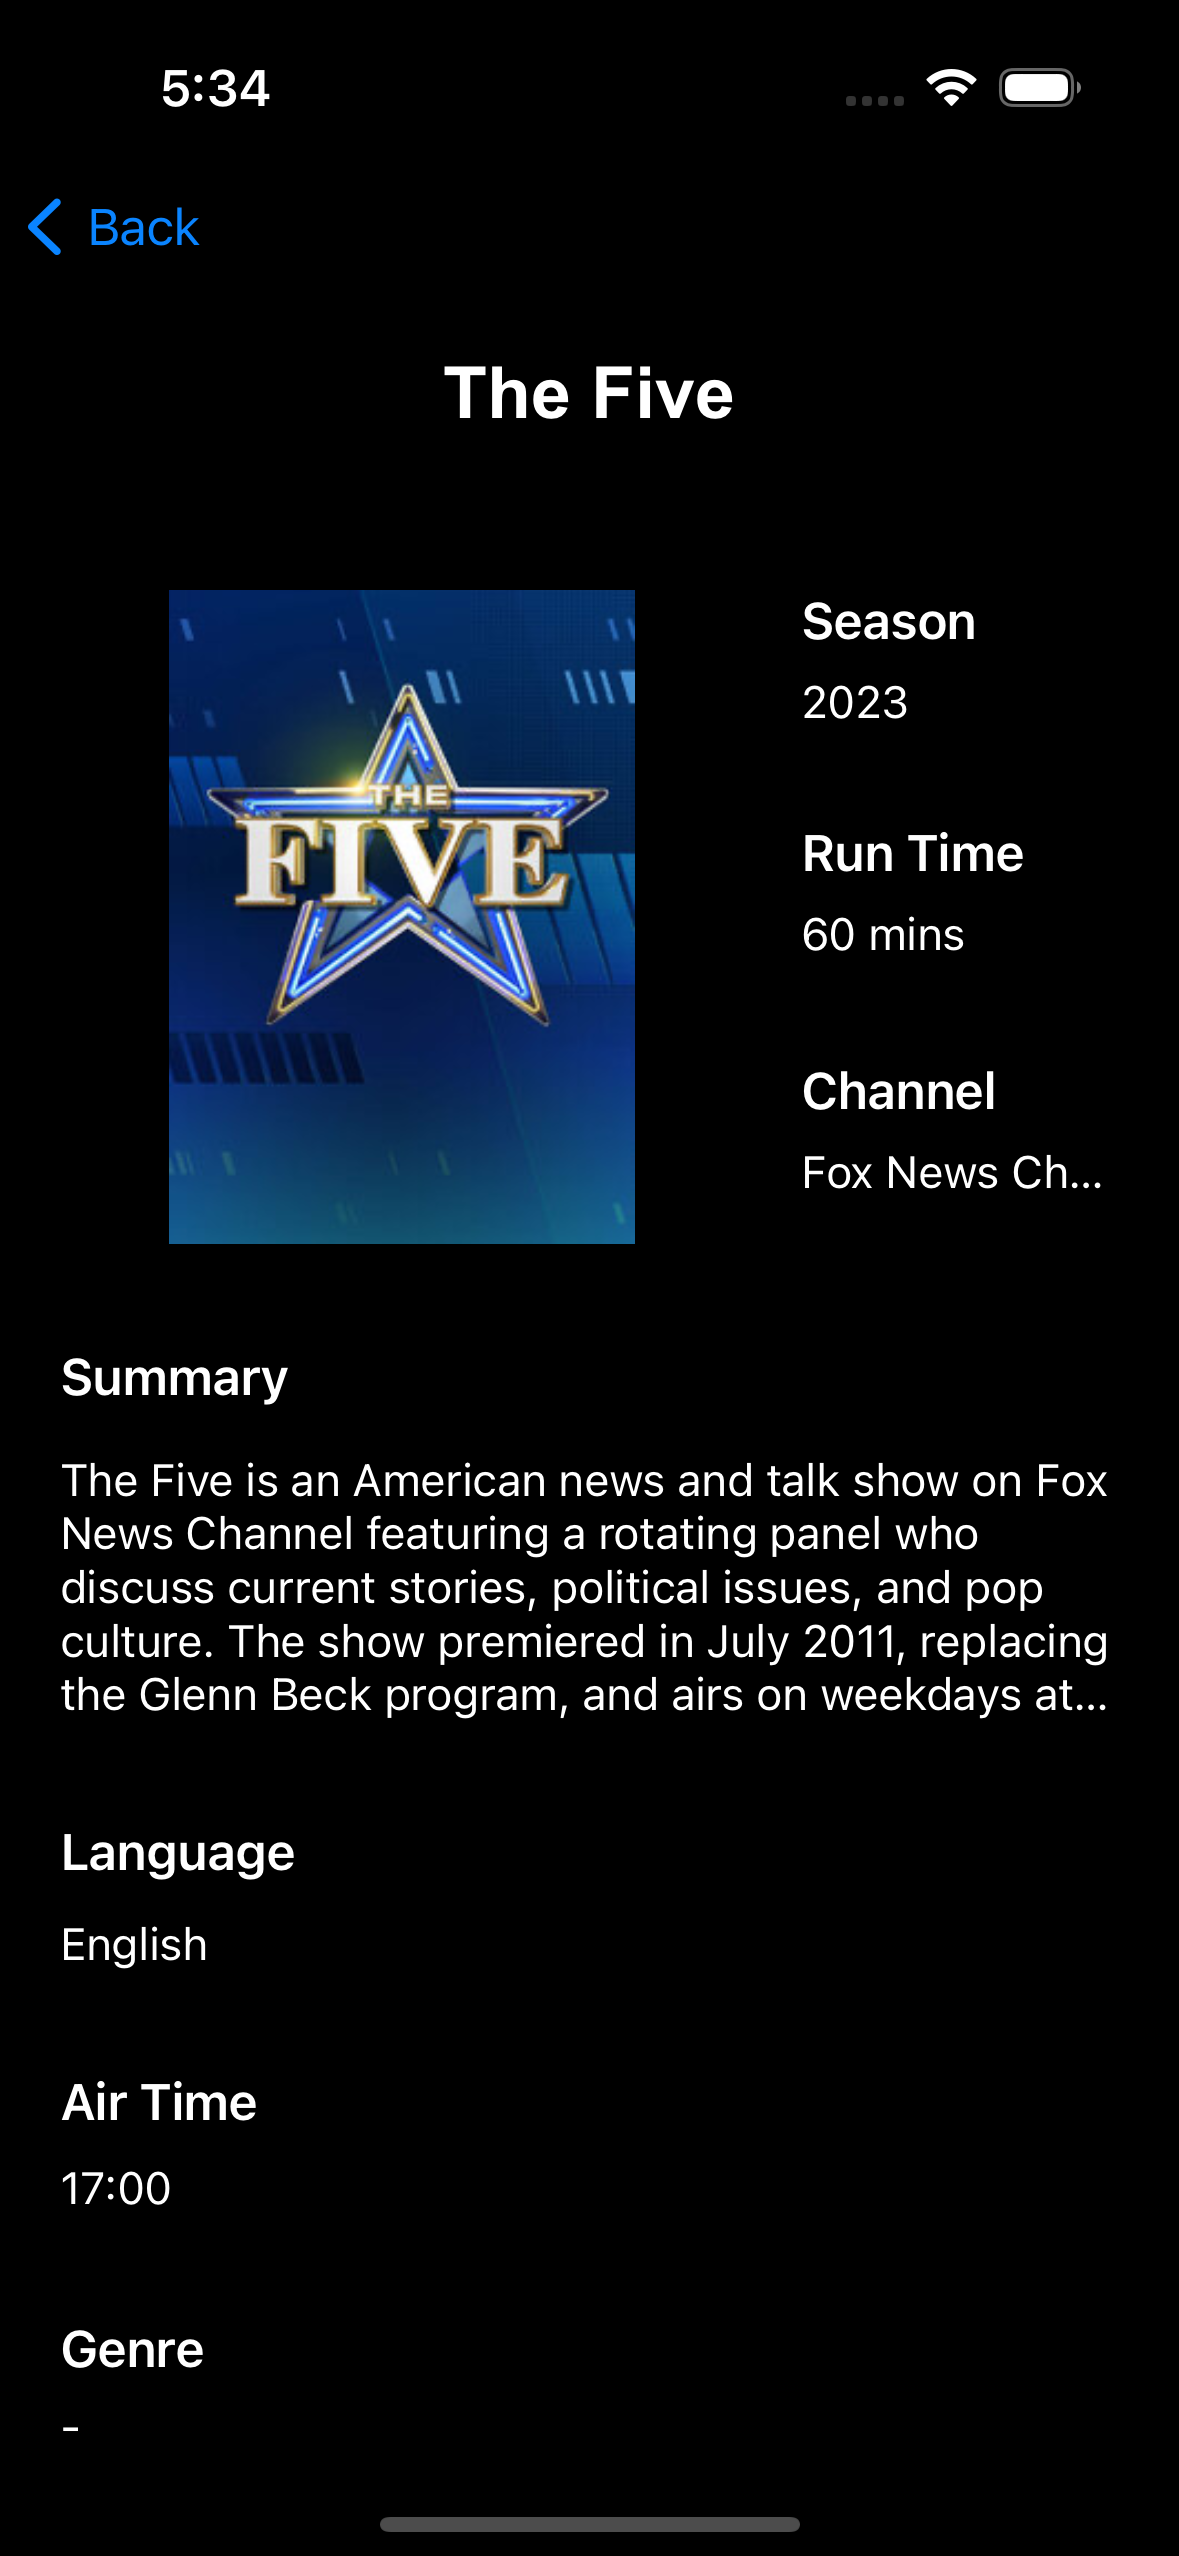 5:34
Back
The Five
THE
FIVE
Season
2023
Run Time
60 mins
Channel
Fox News Ch...
Summary
The Five is an American news and talk show on Fox
News Channel featuring a rotating panel who
discuss current stories, political issues, and pop
culture. The show premiered in July 2011, replacing
the Glenn Beck program, and airs on weekdays at...
Language
English
Air Time
17:00
Genre
-